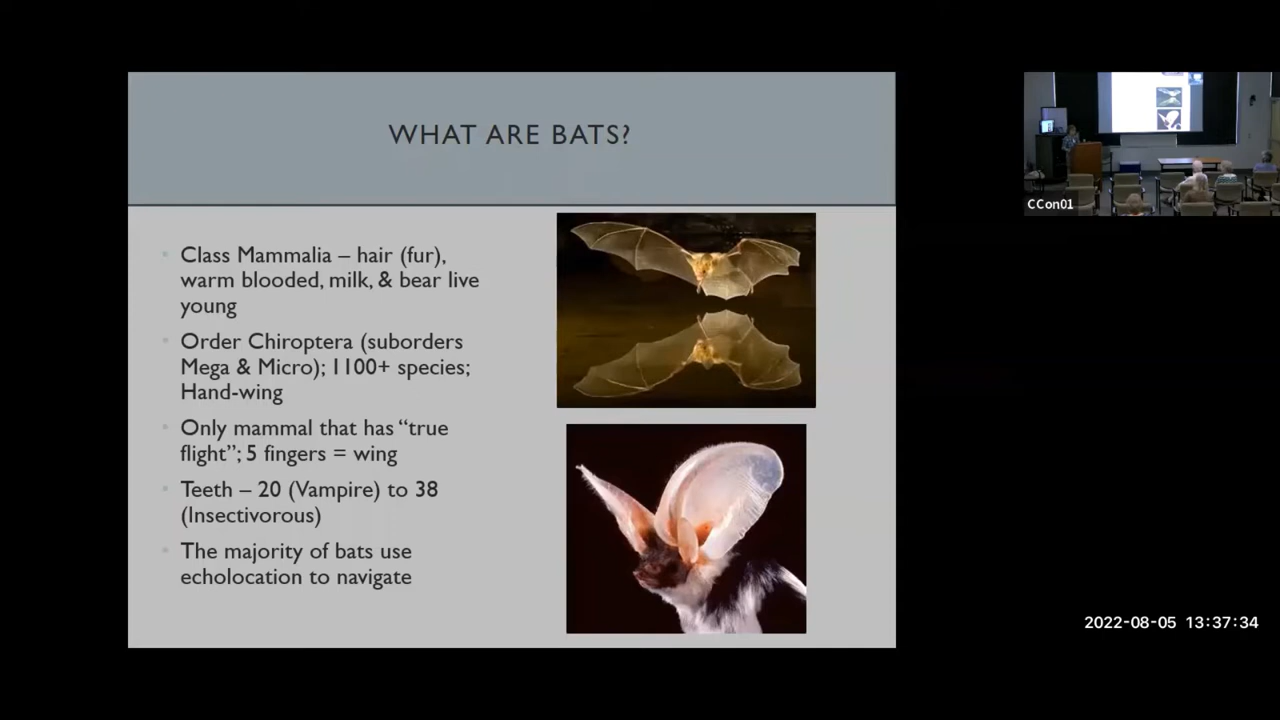 WHAT ARE BATS?
Class Mammalia – hair (fur),
warm blooded, milk, & bear live
young
Order Chiroptera (suborders
Mega & Micro); 1100+ species;
Hand-wing
Only mammal that has “true
flight”; 5 fingers = wing
Teeth – 20 (Vampire) to 38
(Insectivorous)
The majority of bats use
echolocation to navigate
CCon01
2022-08-05 13:37:34